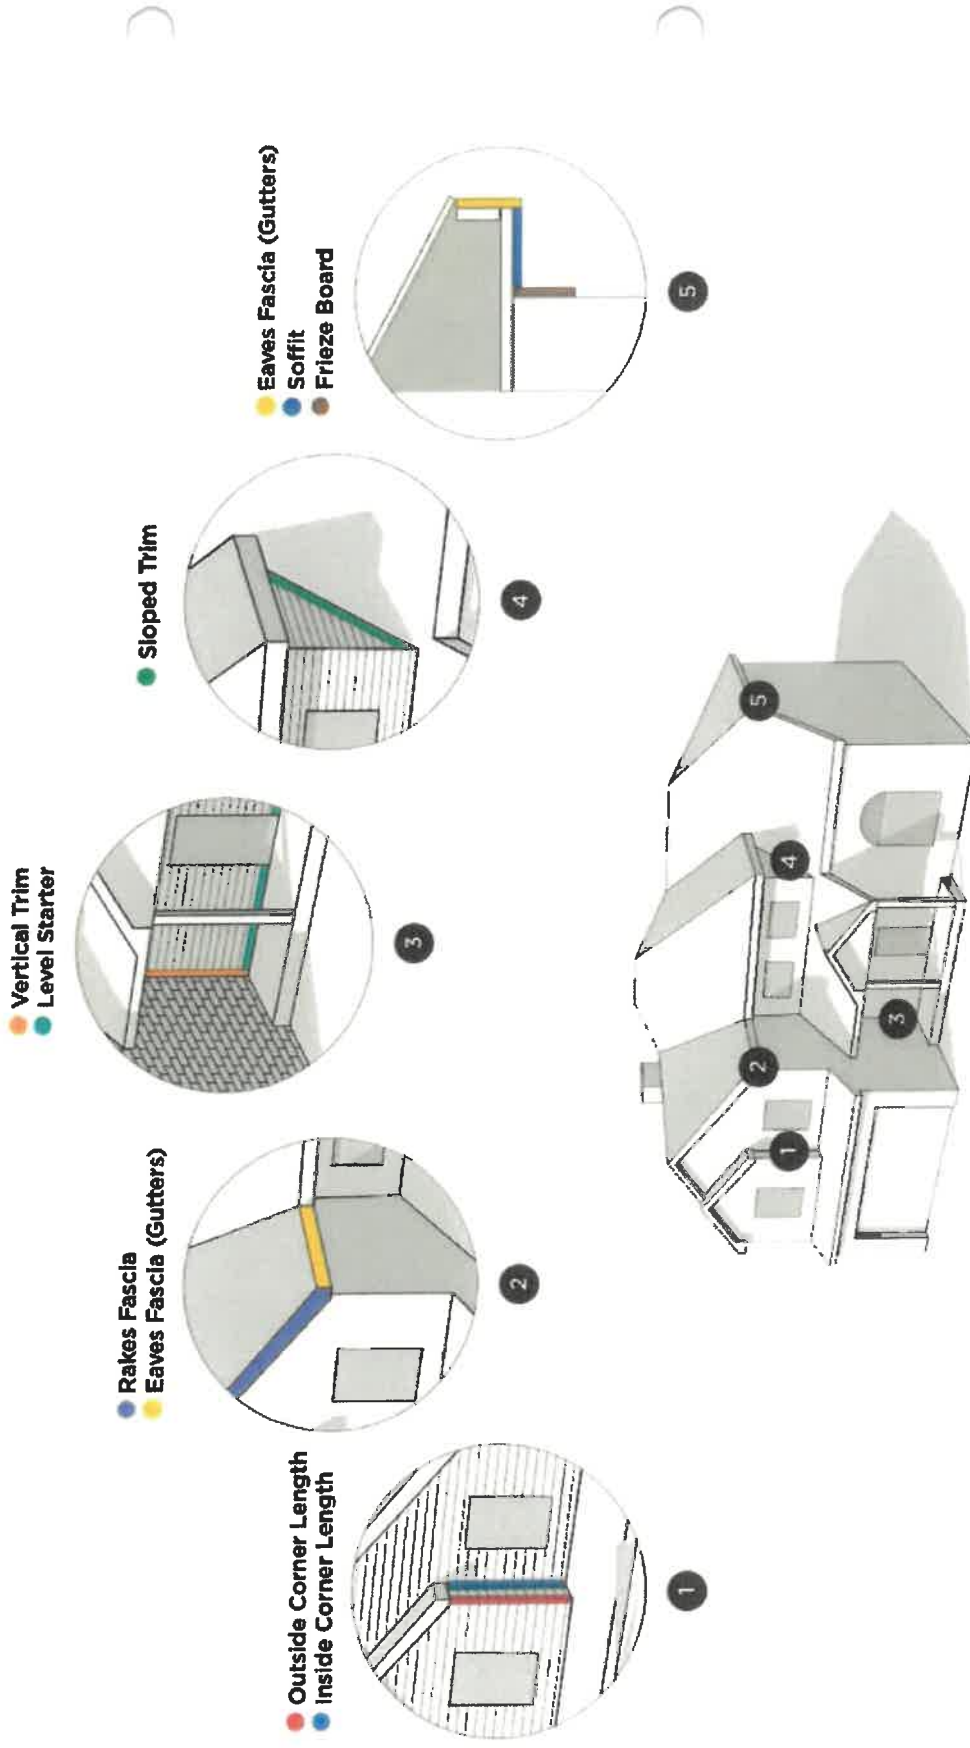 Outside Corner Length
Inside Corner Length
1
Rakes Fascia
Eaves Fascia (Gutters)
2
Vertical Trim
Level Starter
3
Sloped Trim
4
Eaves Fascia (Gutters)
Soffit
Frieze Board
5
1
2
3
4
5